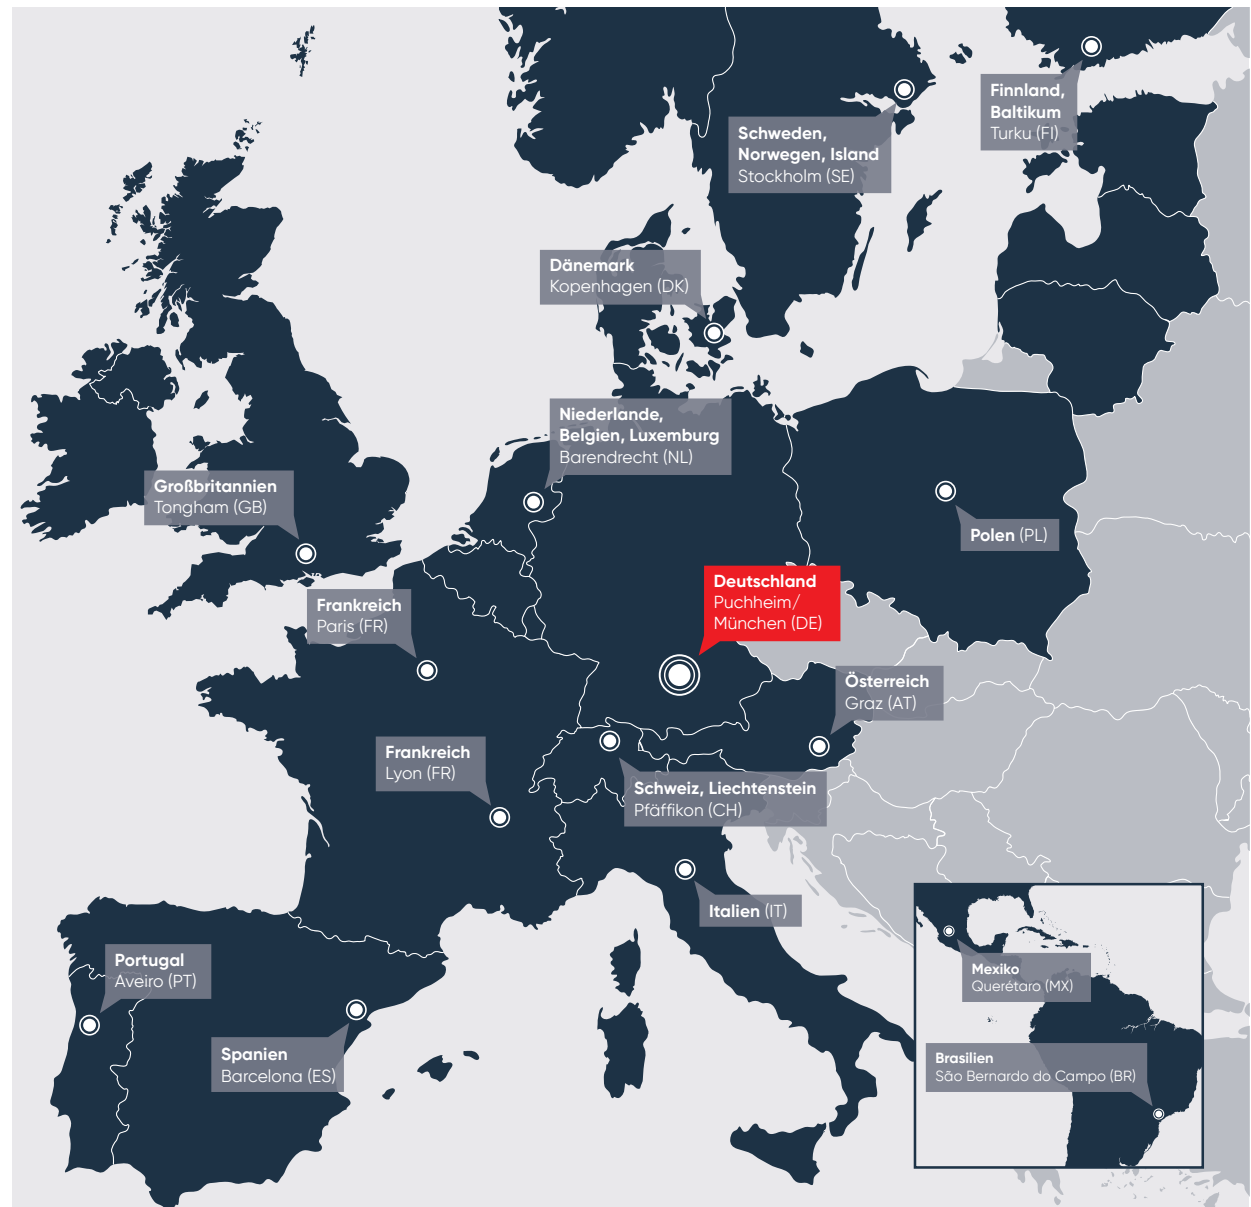 Finnland,
Baltikum
Turku (FI)
Schweden,
Norwegen, Island
Stockholm (SE)
Dänemark
Kopenhagen (DK)
Niederlande,
Belgien, Luxemburg
Barendrecht (NL)
Großbritannien
Tongham (GB)
Polen (PL)
Deutschland
Puchheim/
München (DE)
Frankreich
Paris (FR)
Österreich
Graz (AT)
Frankreich
Lyon (FR)
Schweiz, Liechtenstein
Pfäffikon (CH)
Italien (IT)
Portugal
Aveiro (PT)
Spanien
Barcelona (ES)
Mexiko
Querétaro (MX)
Brasilien
São Bernardo do Campo (BR)